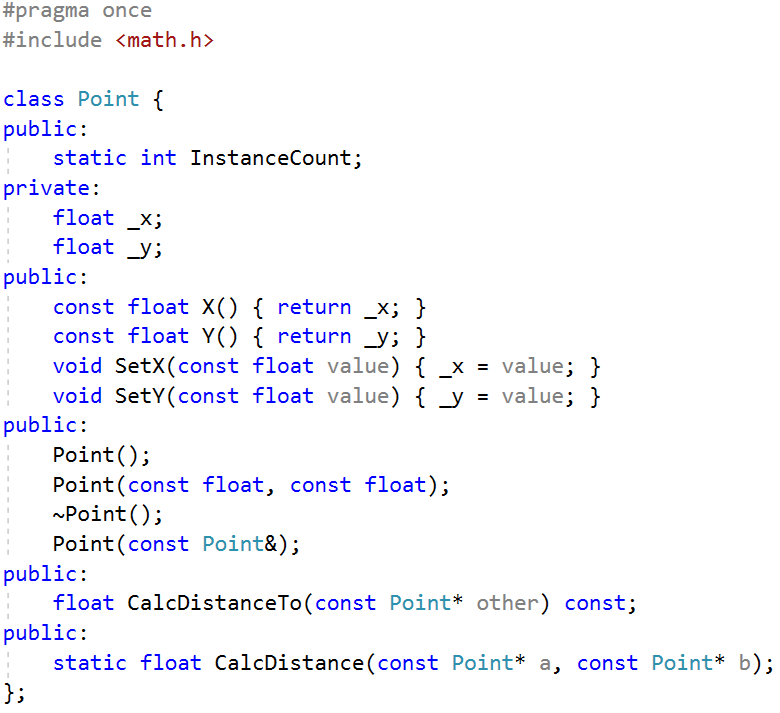 #pragma once
#include <math.h>

class Point {
public:
    static int InstanceCount;
private:
    float _x;
    float _y;
public:
    const float X() { return _x; }
    const float Y() { return _y; }
    void SetX(const float value) { _x = value; }
    void SetY(const float value) { _y = value; }
public:
    Point();
    Point(const float, const float);
    ~Point();
    Point(const Point&);
public:
    float CalcDistanceTo(const Point* other) const;
public:
    static float CalcDistance(const Point* a, const Point* b);
};